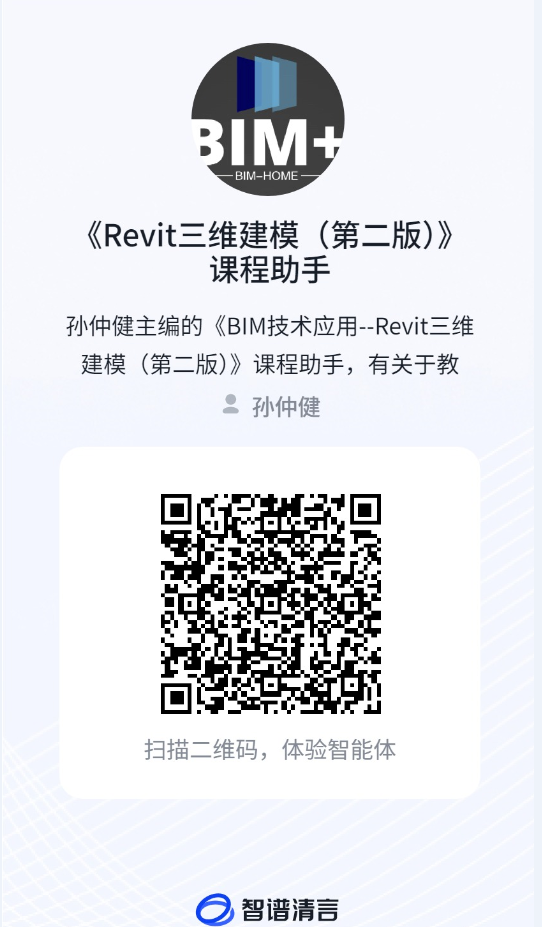 BIM+
BIM-HOME
《Revit三维建模（第二版）》
课程助手
孙仲健主编的《BIM技术应用--Revit三维
建模（第二版）》课程助手，有关于教
孙仲健
扫描二维码，体验智能体
智谱清言